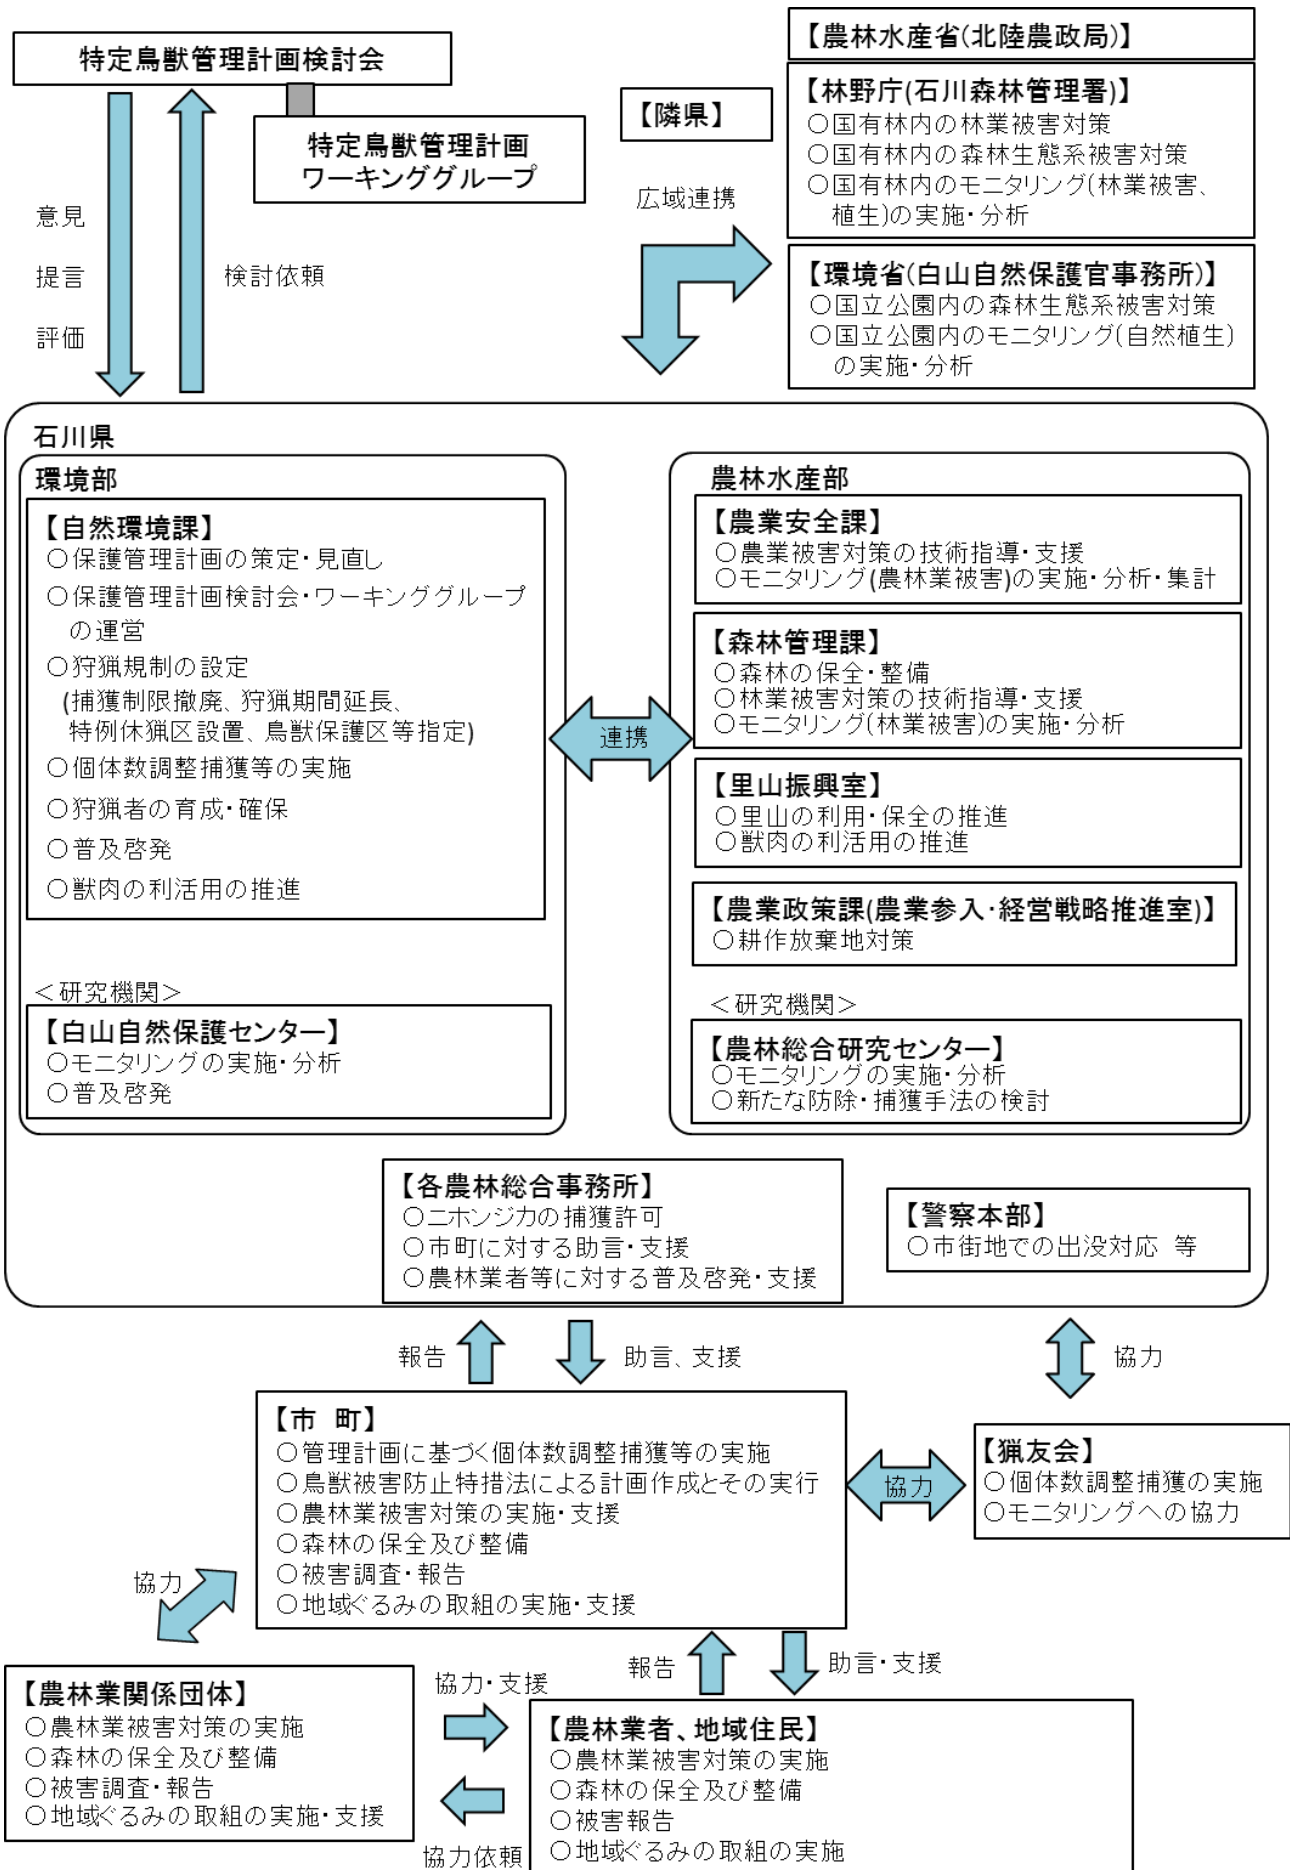 特定鳥獣管理計画検討会
特定鳥獣管理計画
ワーキンググループ
意見
提言
評価
検討依頼
【隣県】
広域連携
【農林水産省(北陸農政局)】
【林野庁(石川森林管理署)】
○国有林内の林業被害対策
○国有林内の森林生態系被害対策
○国有林内のモニタリング(林業被害、
植生)の実施・分析
【環境省(白山自然保護官事務所)】
○国立公園内の森林生態系被害対策
○国立公園内のモニタリング(自然植生)
の実施・分析
石川県
環境部
【自然環境課】
○保護管理計画の策定・見直し
○保護管理計画検討会・ワーキンググループ
の運営
○狩猟規制の設定
(捕獲制限撤廃、狩猟期間延長、
特例休猟区設置、鳥獣保護区等指定)
○個体数調整捕獲等の実施
○狩猟者の育成・確保
○普及啓発
○獣肉の利活用の推進
＜研究機関＞
【白山自然保護センター】
○モニタリングの実施・分析
○普及啓発
連携
農林水産部
【農業安全課】
○農業被害対策の技術指導・支援
○モニタリング(農林業被害)の実施・分析・集計
【森林管理課】
○森林の保全・整備
○林業被害対策の技術指導・支援
○モニタリング(林業被害)の実施・分析
【里山振興室】
○里山の利用・保全の推進
○獣肉の利活用の推進
【農業政策課(農業参入・経営戦略推進室)】
○耕作放棄地対策
＜研究機関＞
【農林総合研究センター】
○モニタリングの実施・分析
○新たな防除・捕獲手法の検討
【各農林総合事務所】
○ニホンジカの捕獲許可
○市町に対する助言・支援
○農林業者等に対する普及啓発・支援
【警察本部】
○市街地での出没対応 等
報告
助言、支援
協力
【市 町】
○管理計画に基づく個体数調整捕獲等の実施
○鳥獣被害防止特措法による計画作成とその実行
○農林業被害対策の実施・支援
○森林の保全及び整備
○被害調査・報告
○地域ぐるみの取組の実施・支援
協力
【猟友会】
○個体数調整捕獲の実施
○モニタリングへの協力
協力
報告
助言・支援
【農林業関係団体】
○農林業被害対策の実施
○森林の保全及び整備
○被害調査・報告
○地域ぐるみの取組の実施・支援
協力・支援
協力依頼
【農林業者、地域住民】
○農林業被害対策の実施
○森林の保全及び整備
○被害報告
○地域ぐるみの取組の実施